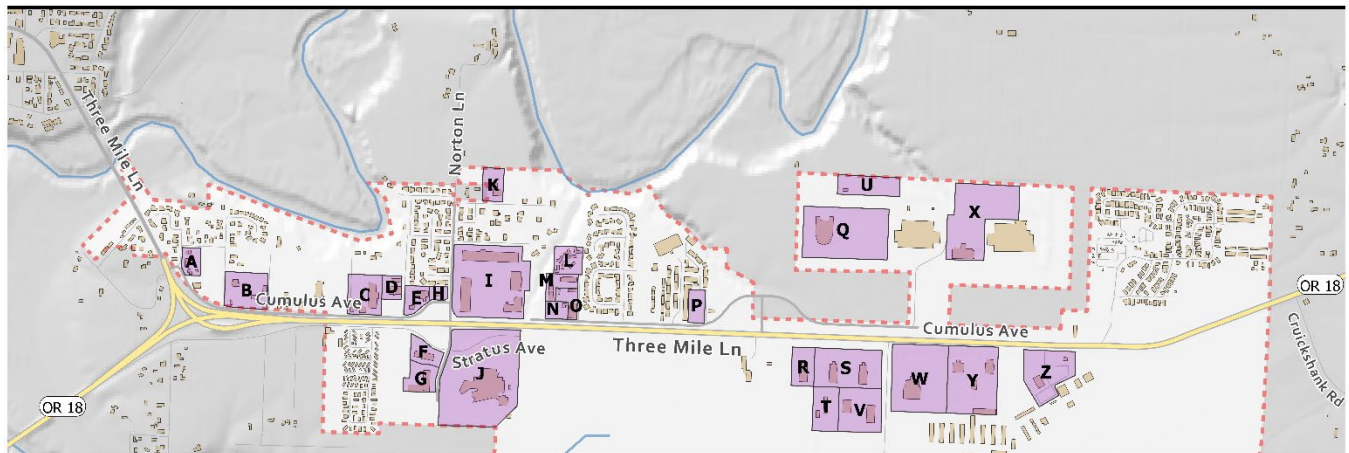 Three Mile Ln
Norton Ln
K
U
X
Q
A
L
I
M
B
C
D
E
H
N
O
P
Cumulus Ave
OR 18
Cumulus Ave
Three Mile Ln
F
Stratus Ave
G
J
R
S
W
Y
Z
T
V
Cruickshank Rd
OR 18